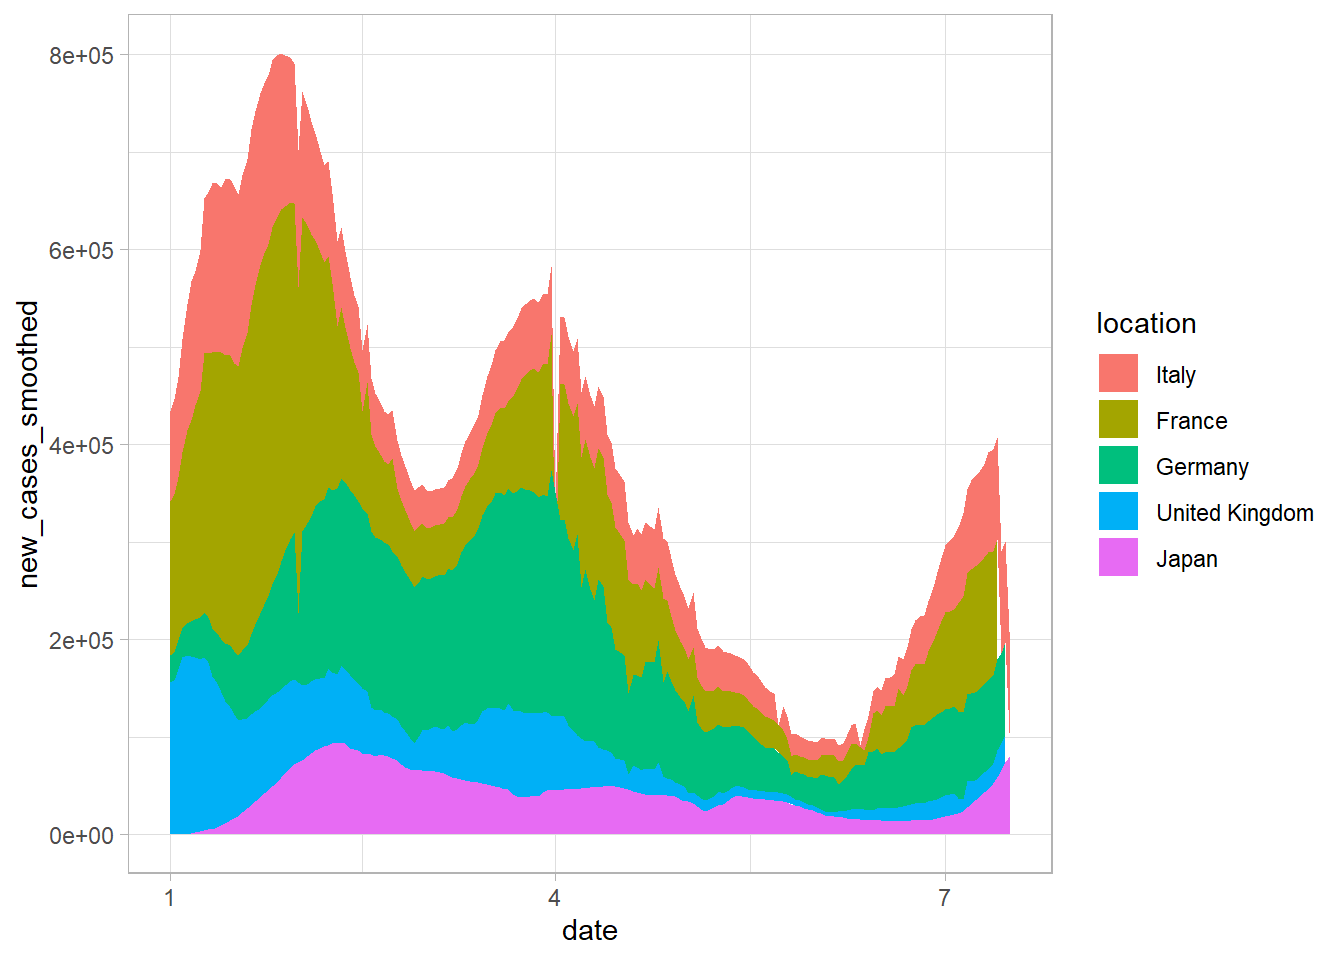 8e+05
6e+05
4e+05
2e+05
0e+00
new_cases_smoothed
1
4
7
date
location
Italy
France
Germany
United Kingdom
Japan